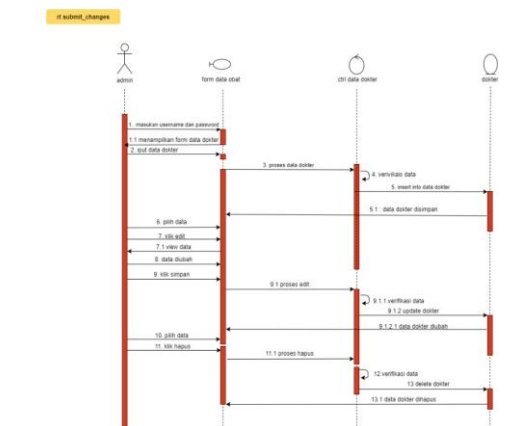 rt submit_changes
admin
form data obat
ctrl data dokter
dokter
1. masukan username dan pasword
1.1 menampilkan form data dokter
2. iput data dokter
3. proses data dokter
4. verivikasi data
5. insert into data dokter
5.1 : data dokter disimpan
6. pilih data
7. klik edit
7.1 view data
8. data diubah
9. klik simpan
9.1 proses edit
9.1.1 verifikasi data
9.1.2 update dokter
9.1.2.1 data dokter diubah
10. pilih data
11. klik hapus
11.1 proses hapus
12.verifikasi data
13 delete dokter
13.1 data dokter dihapus